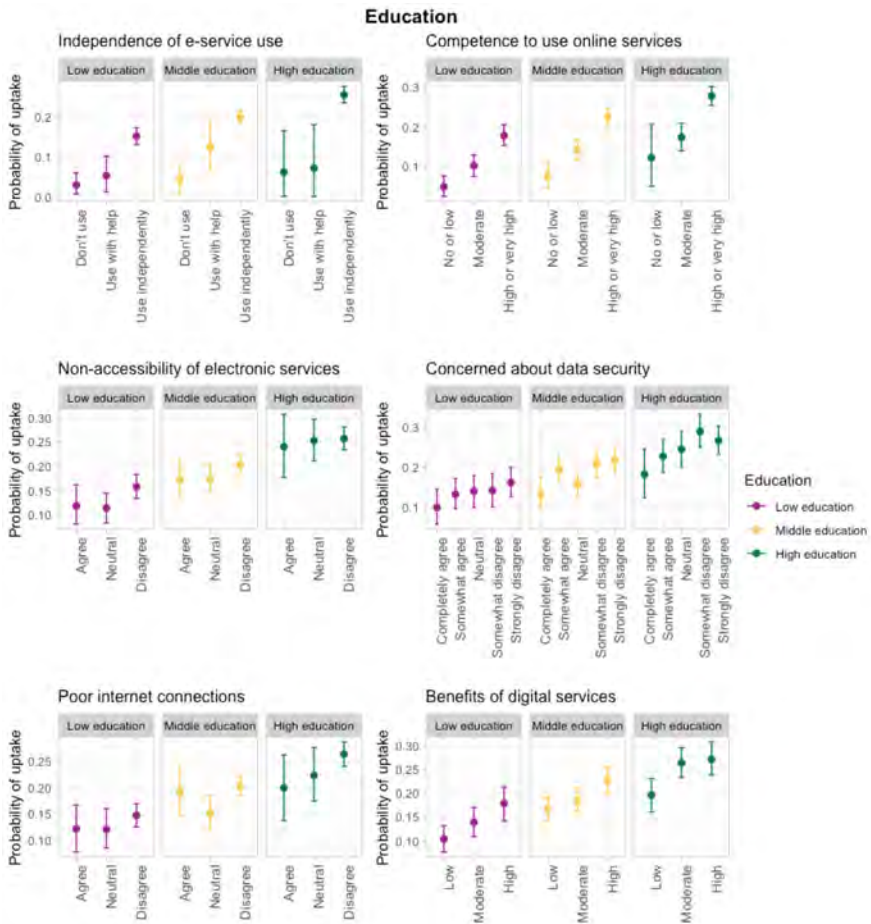 Education
Independence of e-service use
Low education Middle education High education
Probability of uptake
0.2
0.1
0.0
Don't use
Use with help
Use independently
Don't use
Use with help
Use independently
Don't use
Use with help
Use independently
Competence to use online services
Low education Middle education High education
Probability of uptake
0.3
0.2
0.1
No or low
Moderate
High or very high
No or low
Moderate
High or very high
No or low
Moderate
High or very high
Non-accessibility of electronic services
Low education Middle education High education
Probability of uptake
0.30
0.25
0.20
0.15
0.10
Agree
Neutral
Disagree
Agree
Neutral
Disagree
Agree
Neutral
Disagree
Concerned about data security
Low education Middle education High education
Probability of uptake
0.3
0.2
0.1
Completely agree
Somewhat agree
Neutral
Somewhat disagree
Strongly disagree
Completely agree
Somewhat agree
Neutral
Somewhat disagree
Strongly disagree
Completely agree
Somewhat agree
Neutral
Somewhat disagree
Strongly disagree
Education
Low education
Middle education
High education
Poor internet connections
Low education Middle education High education
Probability of uptake
0.25
0.20
0.15
0.10
Agree
Neutral
Disagree
Agree
Neutral
Disagree
Agree
Neutral
Disagree
Benefits of digital services
Low education Middle education High education
Probability of uptake
0.30
0.25
0.20
0.15
0.10
Low
Moderate
High
Low
Moderate
High
Low
Moderate
High